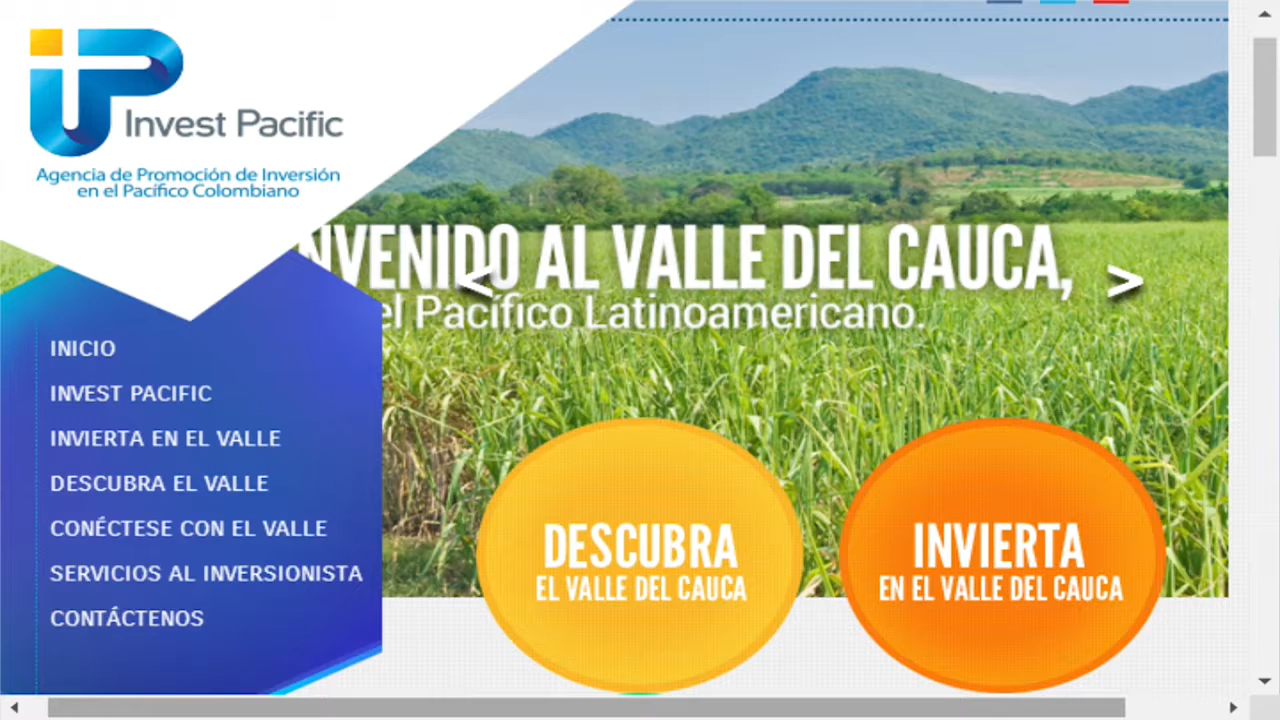 Invest Pacific
Agencia de Promoción de Inversión
en el Pacífico Colombiano
NVENIDO AL VALLE DEL CAUCA,
el Pacífico Latinoamericano.
<
>
INICIO
INVEST PACIFIC
INVIERTA EN EL VALLE
DESCUBRA EL VALLE
CONÉCTESE CON EL VALLE
SERVICIOS AL INVERSIONISTA
CONTÁCTENOS
DESCUBRA
EL VALLE DEL CAUCA
INVIERTA
EN EL VALLE DEL CAUCA